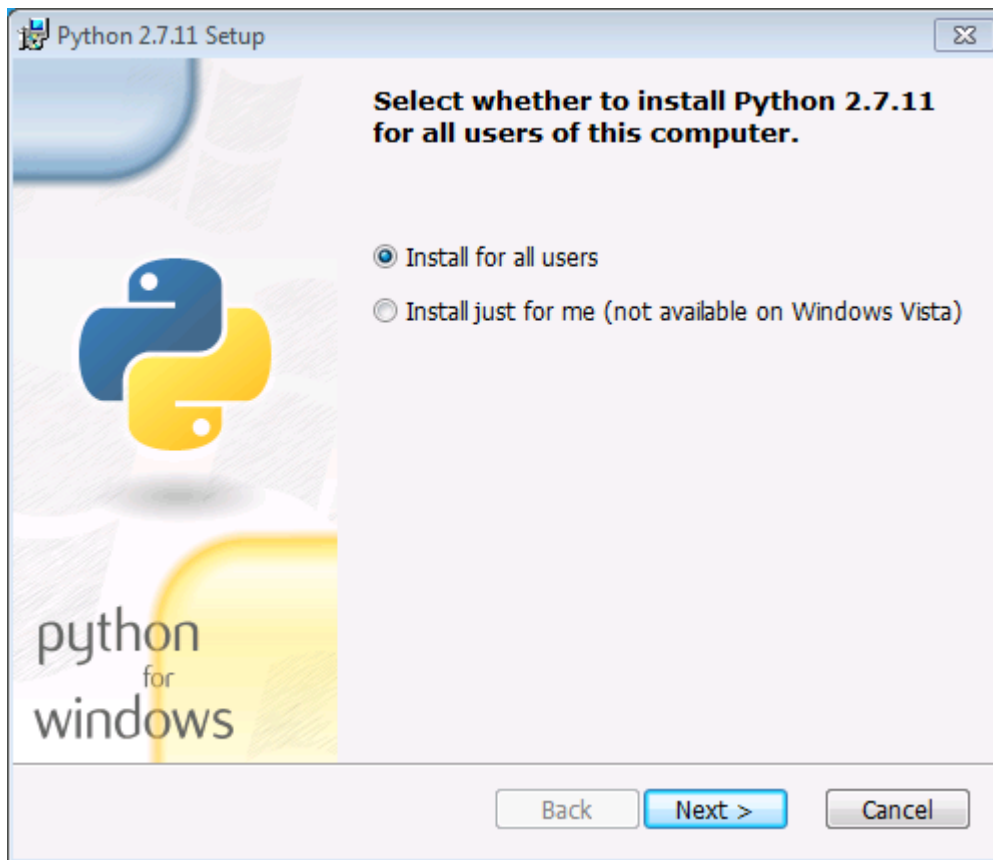 Python 2.7.11 Setup
Select whether to install Python 2.7.11
for all users of this computer.
Install for all users
Install just for me (not available on Windows Vista)
python
for
windows
Back
Next >
Cancel